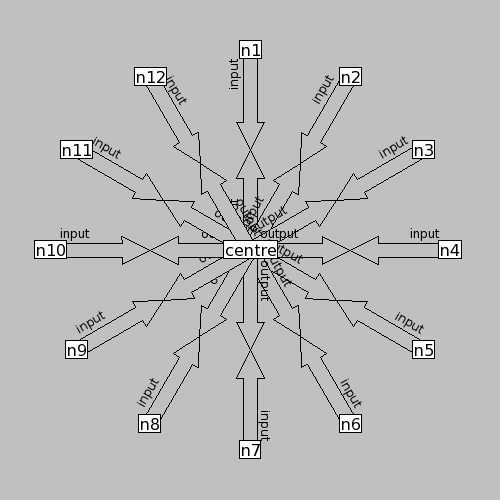 n1
input
n12
input
n2
input
n11
input
n3
input
output
output
n10
input
centre
output
input
n4
output
output
output
n9
input
n5
input
n8
input
n6
input
n7
input